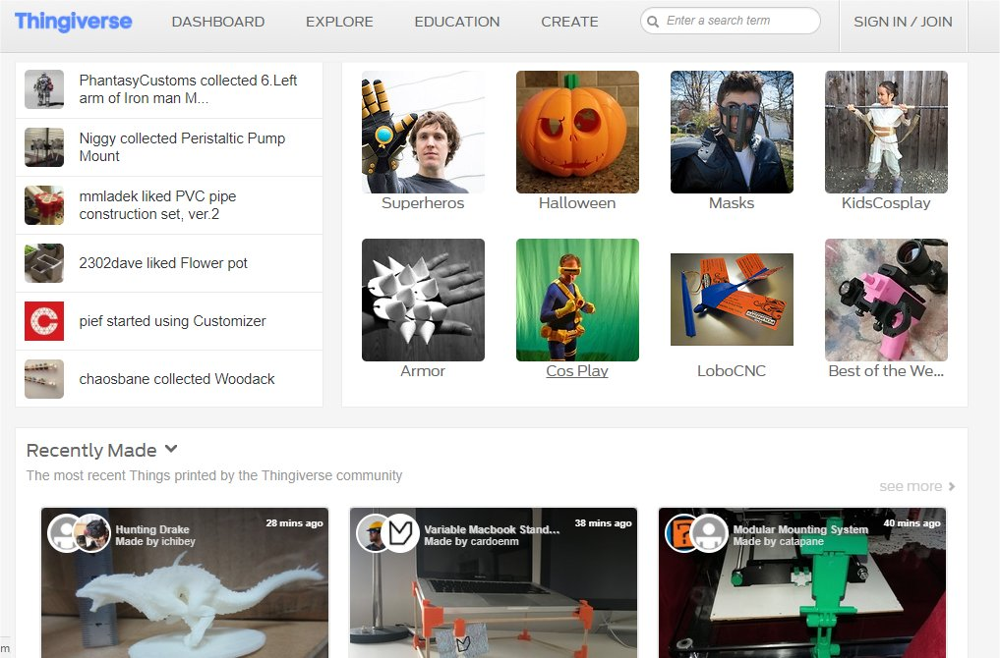 Thingiverse
DASHBOARD
EXPLORE
EDUCATION
CREATE
Enter a search term
SIGN IN / JOIN
PhantasyCustoms collected 6.Left
arm of Iron man M...
Niggy collected Peristaltic Pump
Mount
mmladek liked PVC pipe
construction set, ver.2
2302dave liked Flower pot
pief started using Customizer
chaosbane collected Woodack
Superheros
Halloween
Masks
KidsCosplay
Armor
Cos Play
LoboCNC
Best of the We...
Recently Made
The most recent Things printed by the Thingiverse community
see more
Hunting Drake
Made by ichibey
28 mins ago
Variable Macbook Stand...
Made by cardoenm
38 mins ago
Modular Mounting System
Made by catapane
40 mins ago
m